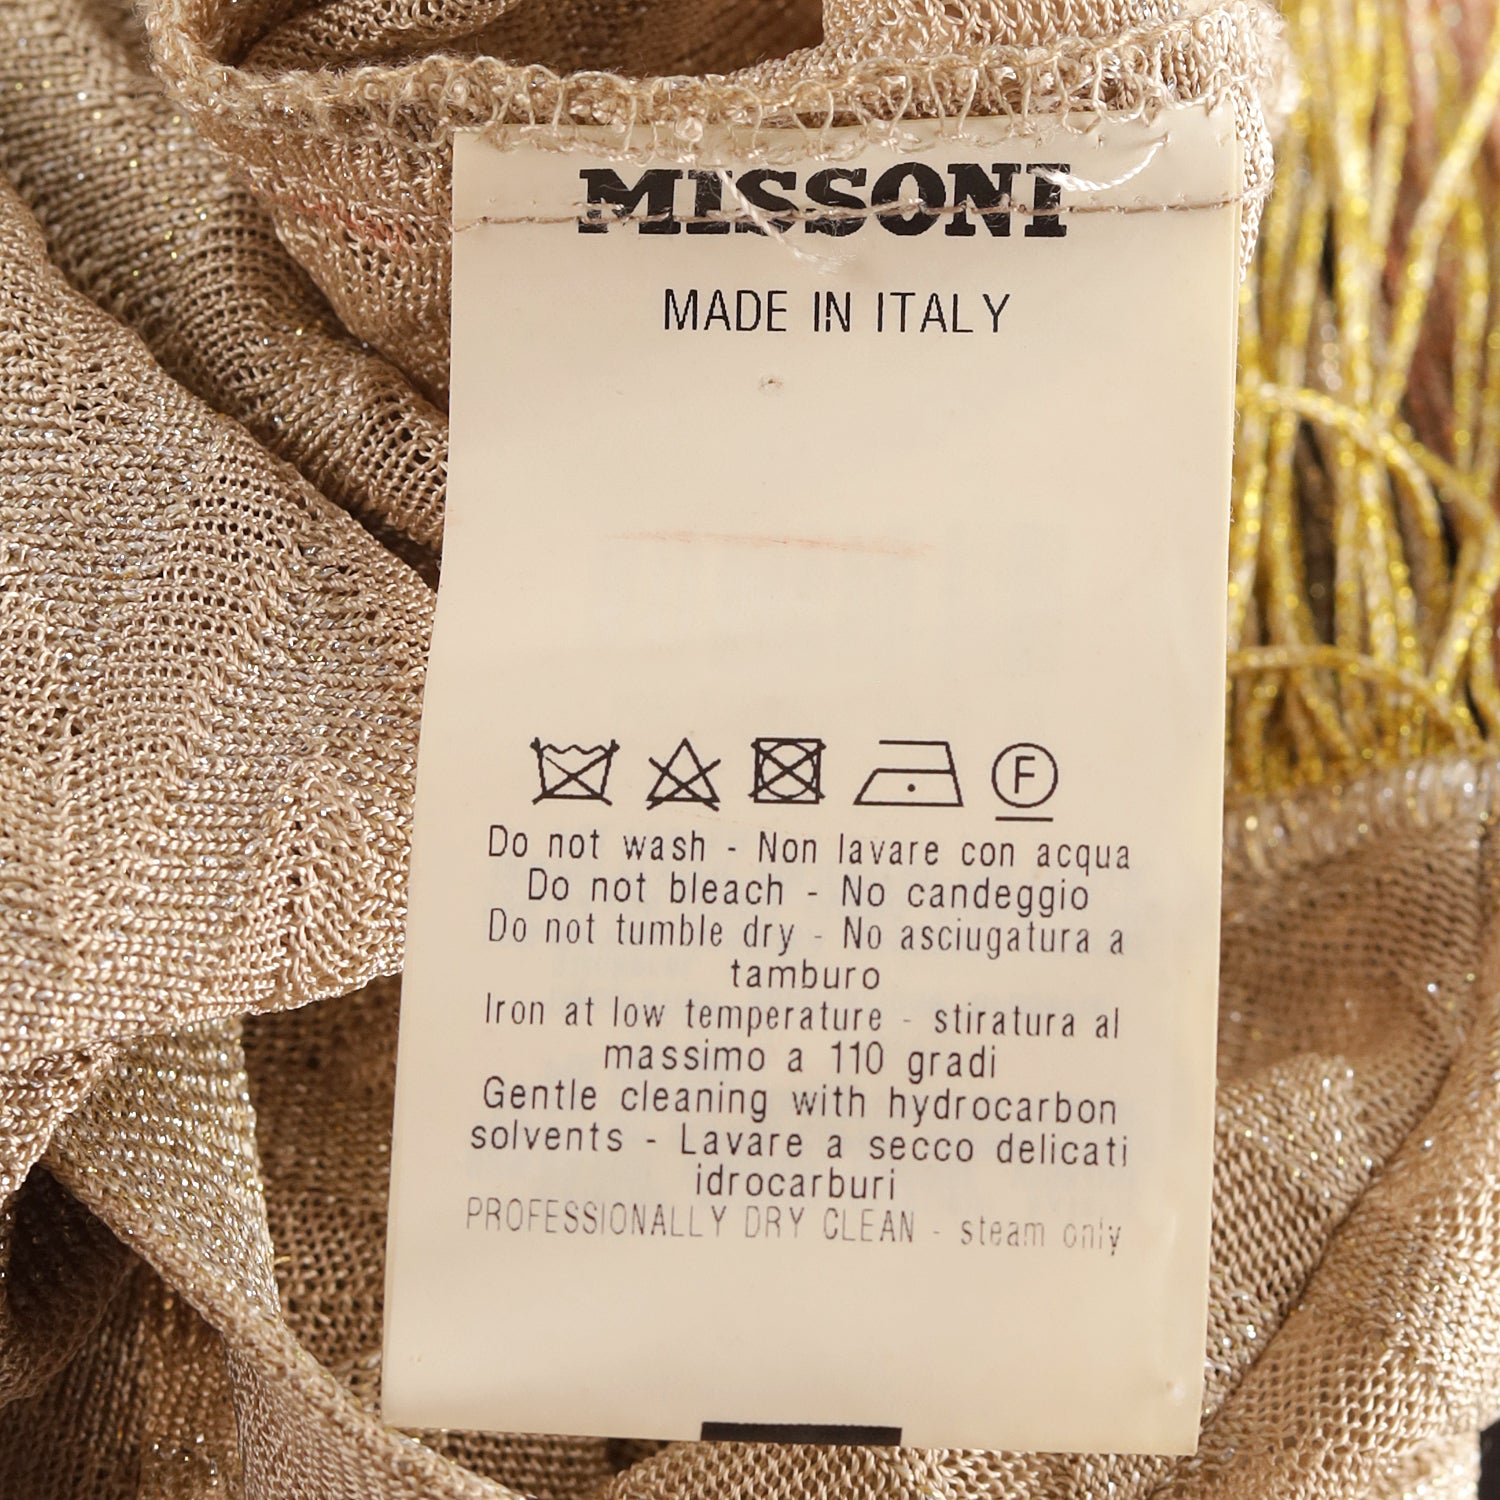 MISSONI
MADE IN ITALY
F
Do not wash - Non lavare con acqua
Do not bleach - No candeggio
Do not tumble dry - No asciugatura a
tamburo
Iron at low temperature - stiratura al
massimo a 110 gradi
Gentle cleaning with hydrocarbon
solvents - Lavare a secco delicati
idrocarburi
PROFESSIONALLY DRY CLEAN - steam only